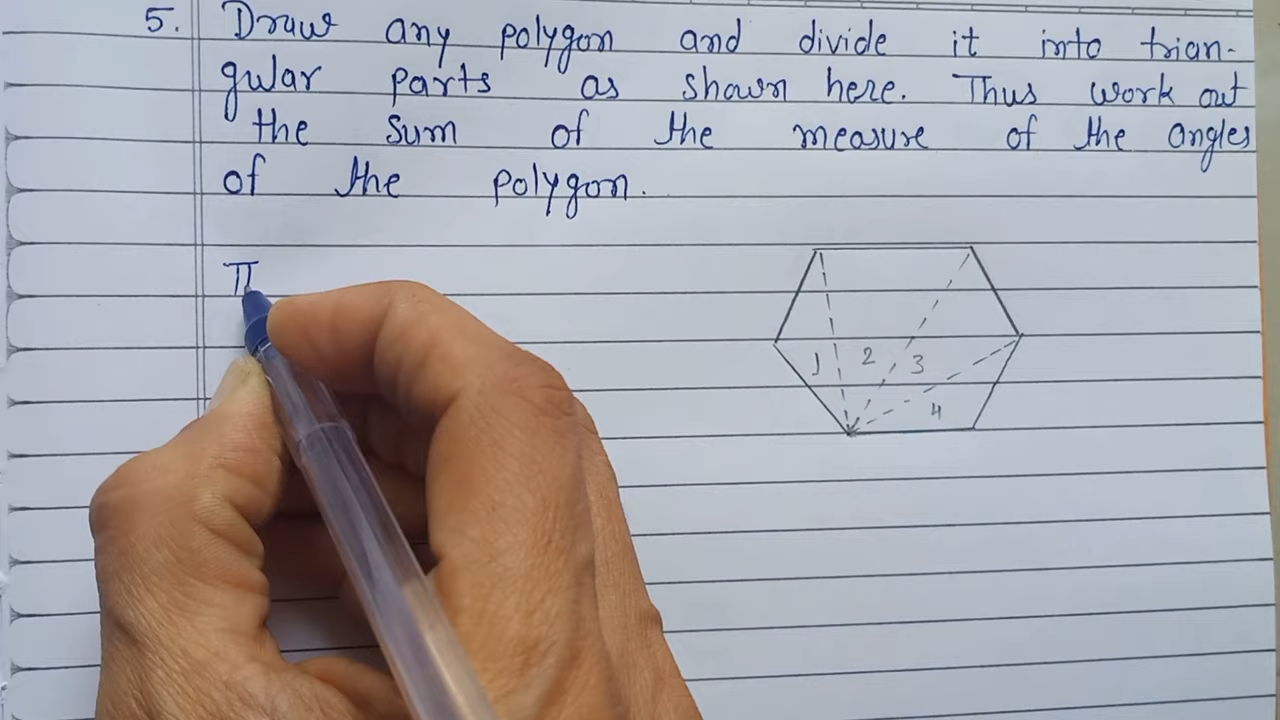 5. Draw any polygon and divide it into trian-
gular parts as shown here. Thus work out
the sum of the measure of the angles
of the polygon.
1 2 3
4